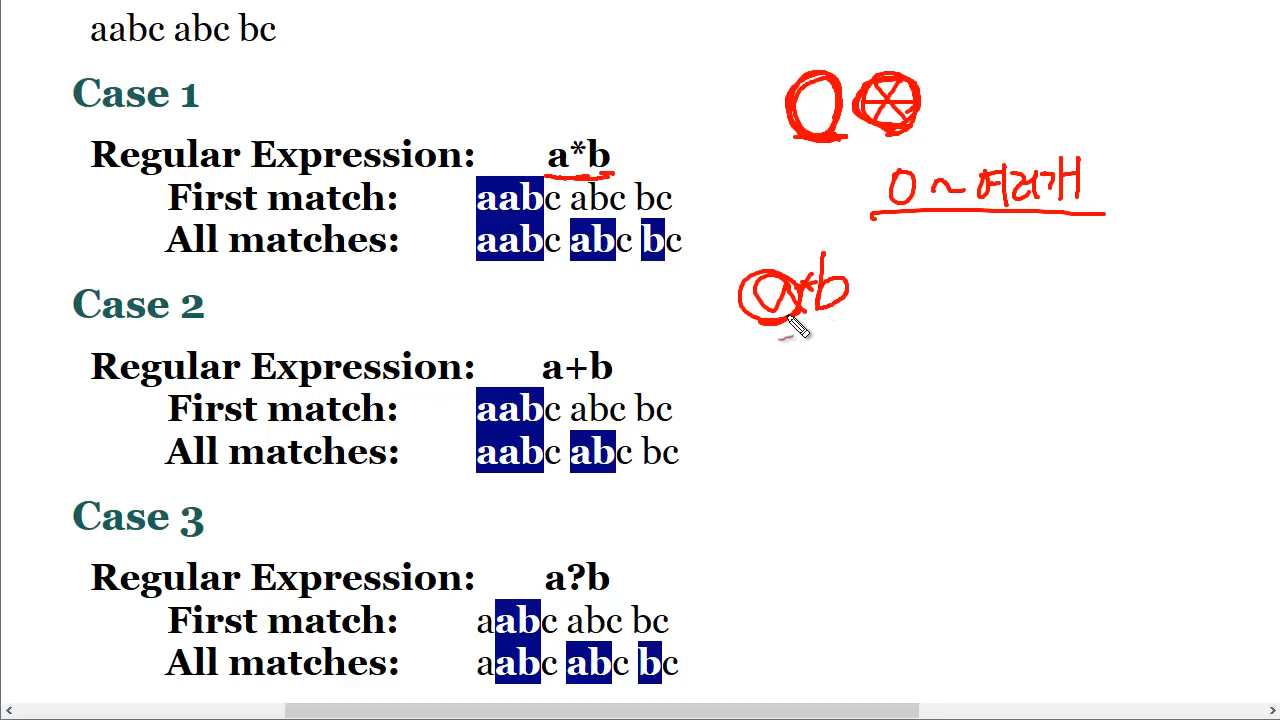 aabc abc bc
Case 1
Regular Expression: a*b
First match: aabc abc bc
All matches: aabc abc bc
0 ~ 여러개
a*b
Case 2
Regular Expression: a+b
First match: aabc abc bc
All matches: aabc abc bc
Case 3
Regular Expression: a?b
First match: aabc abc bc
All matches: aabc abc bc